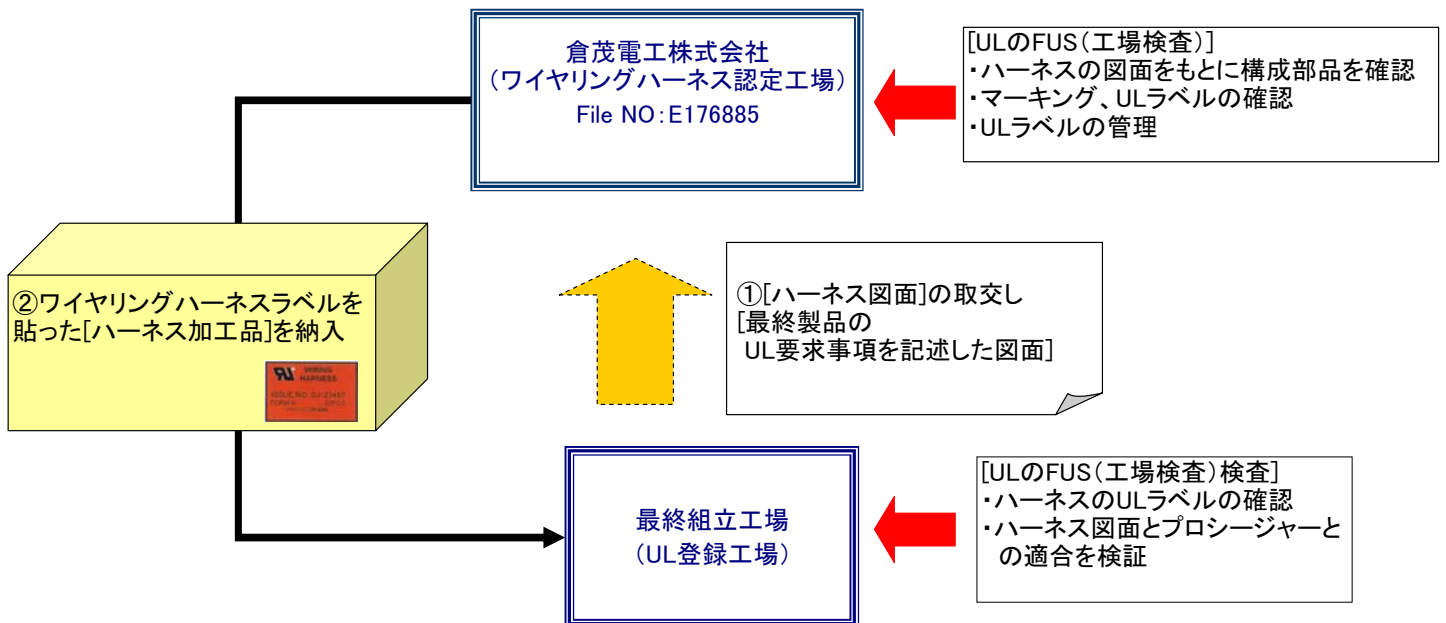 倉茂電工株式会社
（ワイヤリングハーネス認定工場）
File NO：E176885
[ULのFUS（工場検査）]
・ハーネスの図面をもとに構成部品を確認
・マーキング、ULラベルの確認
・ULラベルの管理
②ワイヤリングハーネスラベルを
貼った[ハーネス加工品]を納入
WIRING
HARNESS
①[ハーネス図面]の取交し
[最終製品の
UL要求事項を記述した図面]
最終組立工場
（UL登録工場）
[ULのFUS（工場検査）検査]
・ハーネスのULラベルの確認
・ハーネス図面とプロシージャーと
の適合を検証